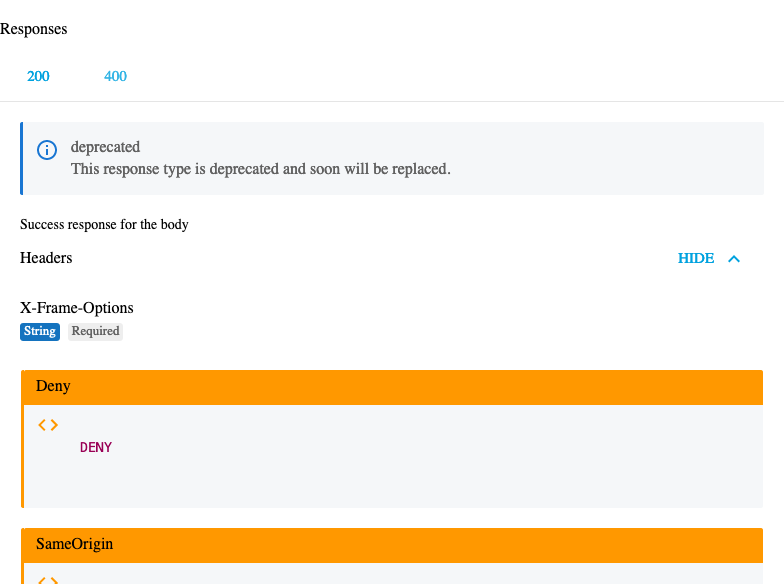 Responses
200 400
deprecated
This response type is deprecated and soon will be replaced.
Success response for the body
Headers HIDE
X-Frame-Options
String Required
Deny
<>
DENY
SameOrigin